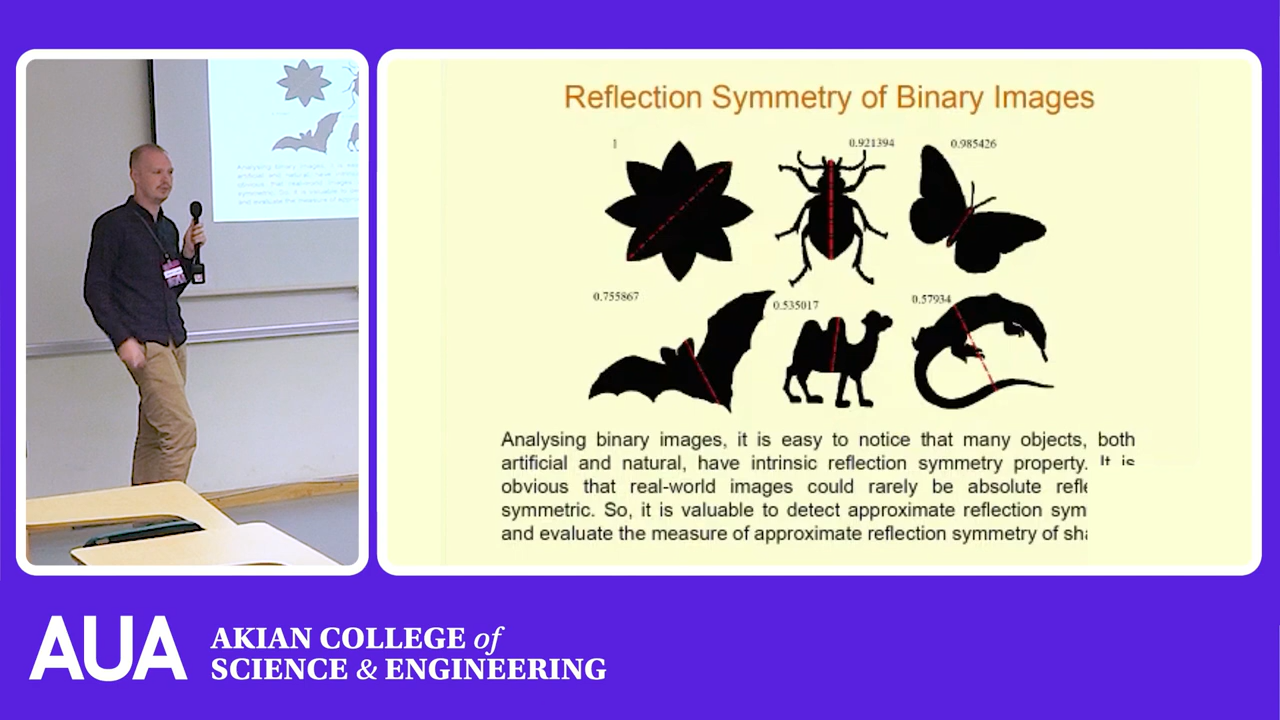 Reflection Symmetry of Binary Images
1
0.921394
0.985426
0.755867
0.535017
0.57934
Analysing binary images, it is easy to notice that many objects, both
artificial and natural, have intrinsic reflection symmetry property. It is
obvious that real-world images could rarely be absolute refle
symmetric. So, it is valuable to detect approximate reflection sym
and evaluate the measure of approximate reflection symmetry of sha
AUA
AKIAN COLLEGE of
SCIENCE & ENGINEERING